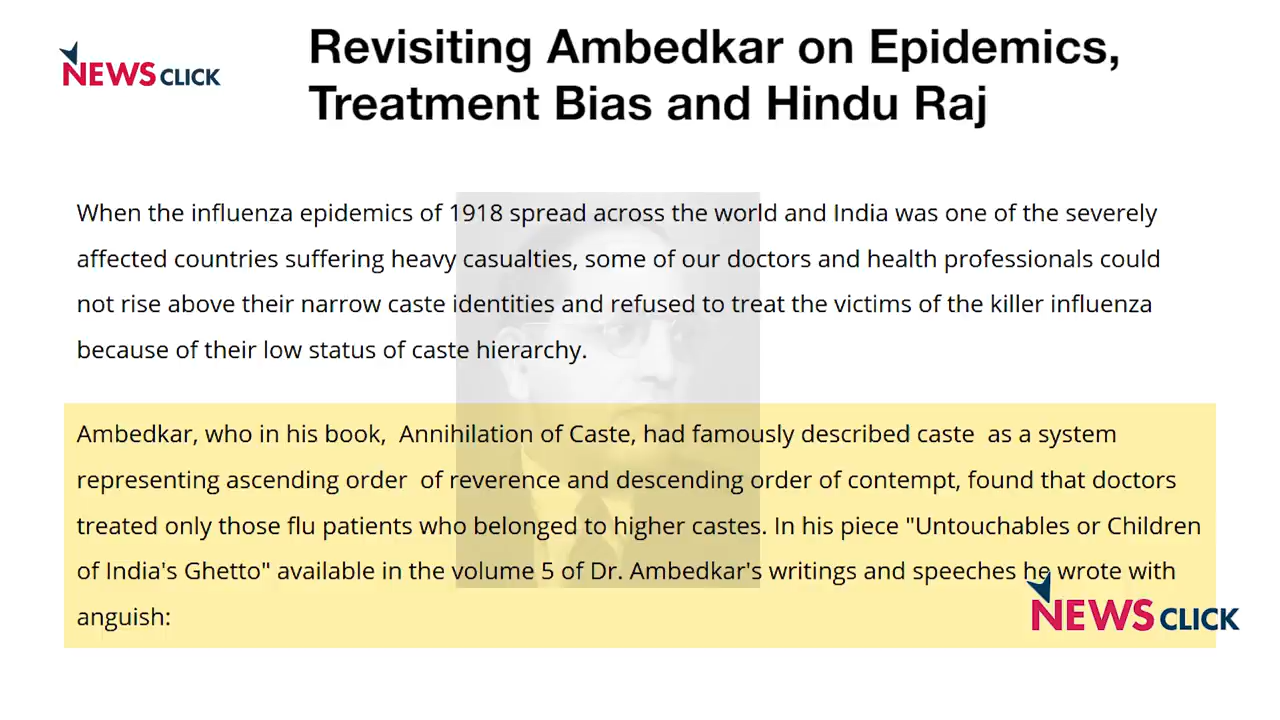 NEWSCLICK
Revisiting Ambedkar on Epidemics,
Treatment Bias and Hindu Raj
When the influenza epidemics of 1918 spread across the world and India was one of the severely
affected countries suffering heavy casualties, some of our doctors and health professionals could
not rise above their narrow caste identities and refused to treat the victims of the killer influenza
because of their low status of caste hierarchy.
Ambedkar, who in his book,  Annihilation of Caste, had famously described caste  as a system
representing ascending order  of reverence and descending order of contempt, found that doctors
treated only those flu patients who belonged to higher castes. In his piece "Untouchables or Children
of India's Ghetto" available in the volume 5 of Dr. Ambedkar's writings and speeches he wrote with
anguish:
NEWSCLICK